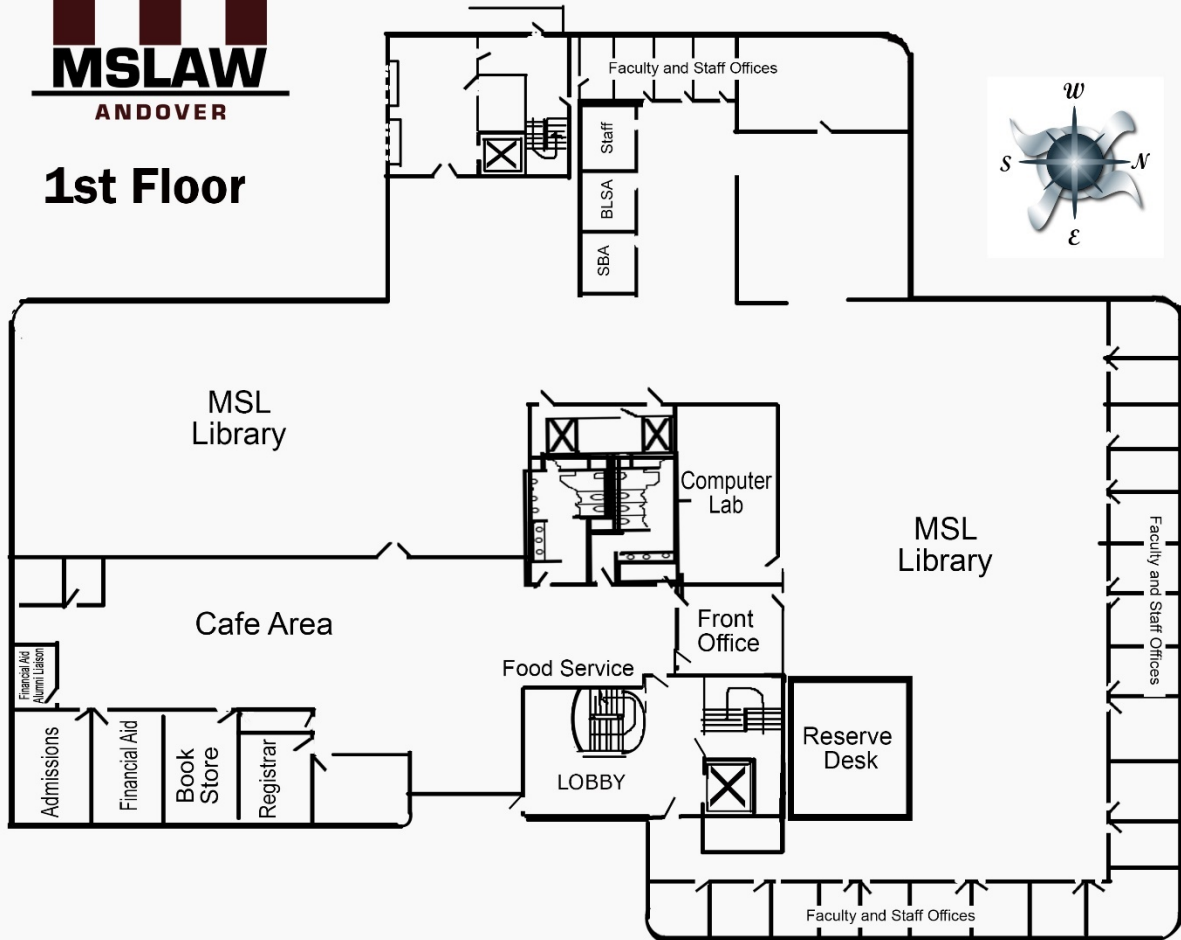 MSLAW
ANDOVER
1st Floor
Faculty and Staff Offices
W
S
N
E
Staff
BLSA
SBA
MSL
Library
Computer
Lab
MSL
Library
Faculty and Staff Offices
Cafe Area
Front
Office
Food Service
Financial Aid
Alumni Liaison
Admissions
Financial Aid
Book
Store
Registrar
LOBBY
Reserve
Desk
Faculty and Staff Offices